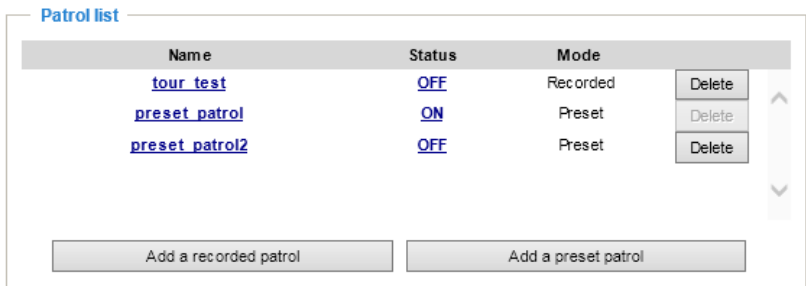 Patrol list
Name Status Mode
tour_test OFF Recorded Delete
preset_patrol ON Preset Delete
preset_patrol2 OFF Preset Delete
Add a recorded patrol Add a preset patrol